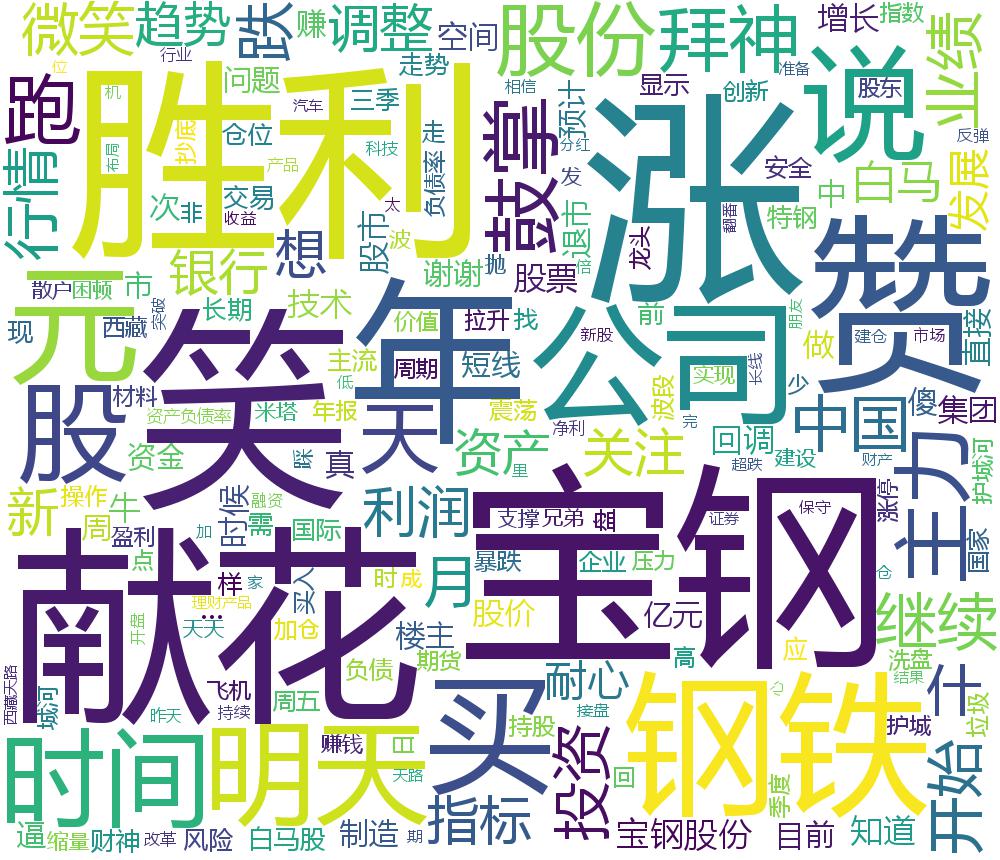 微笑
趋势
跌
赚
调整
空间
股份
拜神
增长
指数
业绩
行业
位
走势
相信
准备
跑
胜利
机
问题
汽车
三季
鼓掌
预计
涨
显示
创新
说
股东
反弹
抄底
仓位
走
科技
分红
布局
产品
负债率
行情
次
非
交易
收益
太
股市
波
发
退市
安全
中
白马
发展
特钢
龙头
翻番
想
银行
谢谢
抛
股票
倍
赞
元
散户
困顿
市
长期
技术
价值
拉升
找
前
朋友
直接
现
西藏
突破
笑
年
公司
新股
建仓
市场
做
主流
周期
短线
低
实现
长线
少
股
材料
资产负债率
米塔
年报
震荡
波段
净利
完
中国
傻
集团
天
资产
关注
回调
超跌
建设
财产
资金
踩
真
里
主力
护城河
新
操作
牛
周
盈利
时候
需
融资
国际
利润
宝钢
支撑
兄弟
盘
证券
保守
涨停
国家
献花
点
加
样
家
买入
时
成
月
暴跌
企业
压力
仓
理财产品
...
天天
开盘
加仓
楼主
股价
亿元
高
应
继续
西藏天路
城河
飞机
持续
昨天
周五
负债
期货
耐心
买
持股
接盘
钢铁
心
洗盘
结果
护城
垃圾
子
时间
明天
赚钱
日
天路
投资
回
季度
开始
逼
缩量
财神
改革
风险
白马股
制造
期
指标
宝钢股份
目前
知道